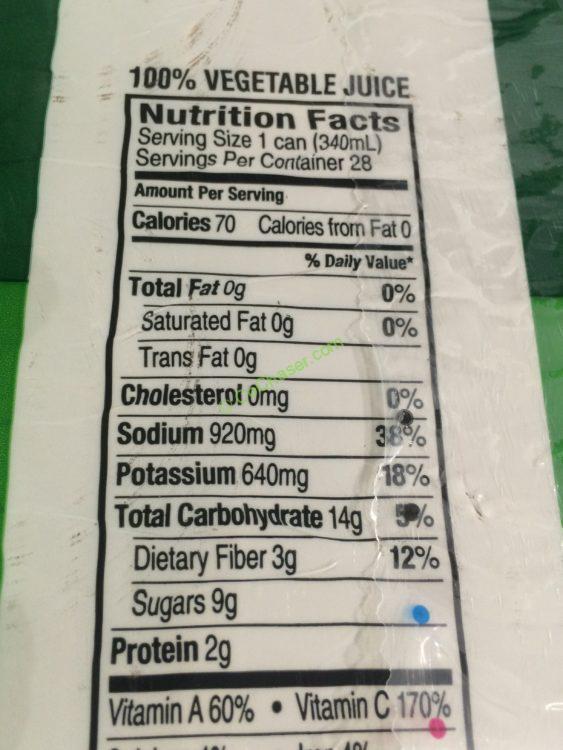 100% VEGETABLE JUICE
Nutrition Facts
Serving Size 1 can (340mL)
Servings Per Container 28
Amount Per Serving
Calories 70 Calories from Fat 0
% Daily Value*
Total Fat 0g 0%
Saturated Fat 0g 0%
Trans Fat 0g
Cholesterol 0mg 0%
Sodium 920mg 38%
Potassium 640mg 18%
Total Carbohydrate 14g 5%
Dietary Fiber 3g 12%
Sugars 9g
Protein 2g
Vitamin A 60% • Vitamin C 170%